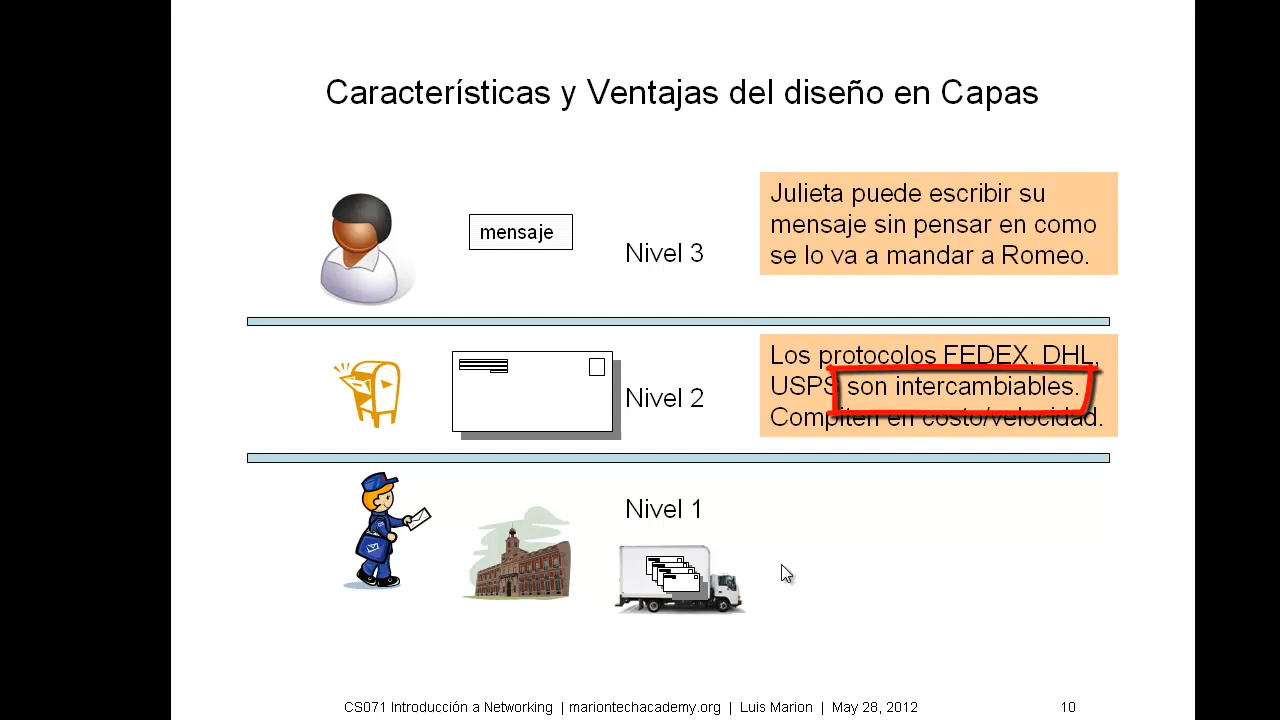 Características y Ventajas del diseño en Capas
mensaje
Nivel 3
Julieta puede escribir su
mensaje sin pensar en como
se lo va a mandar a Romeo.
Nivel 2
Los protocolos FEDEX, DHL,
USPS son intercambiables.
Compiten en costo/velocidad.
Nivel 1
CS071 Introducción a Networking | mariontechacademy.org | Luis Marion | May 28, 2012
10